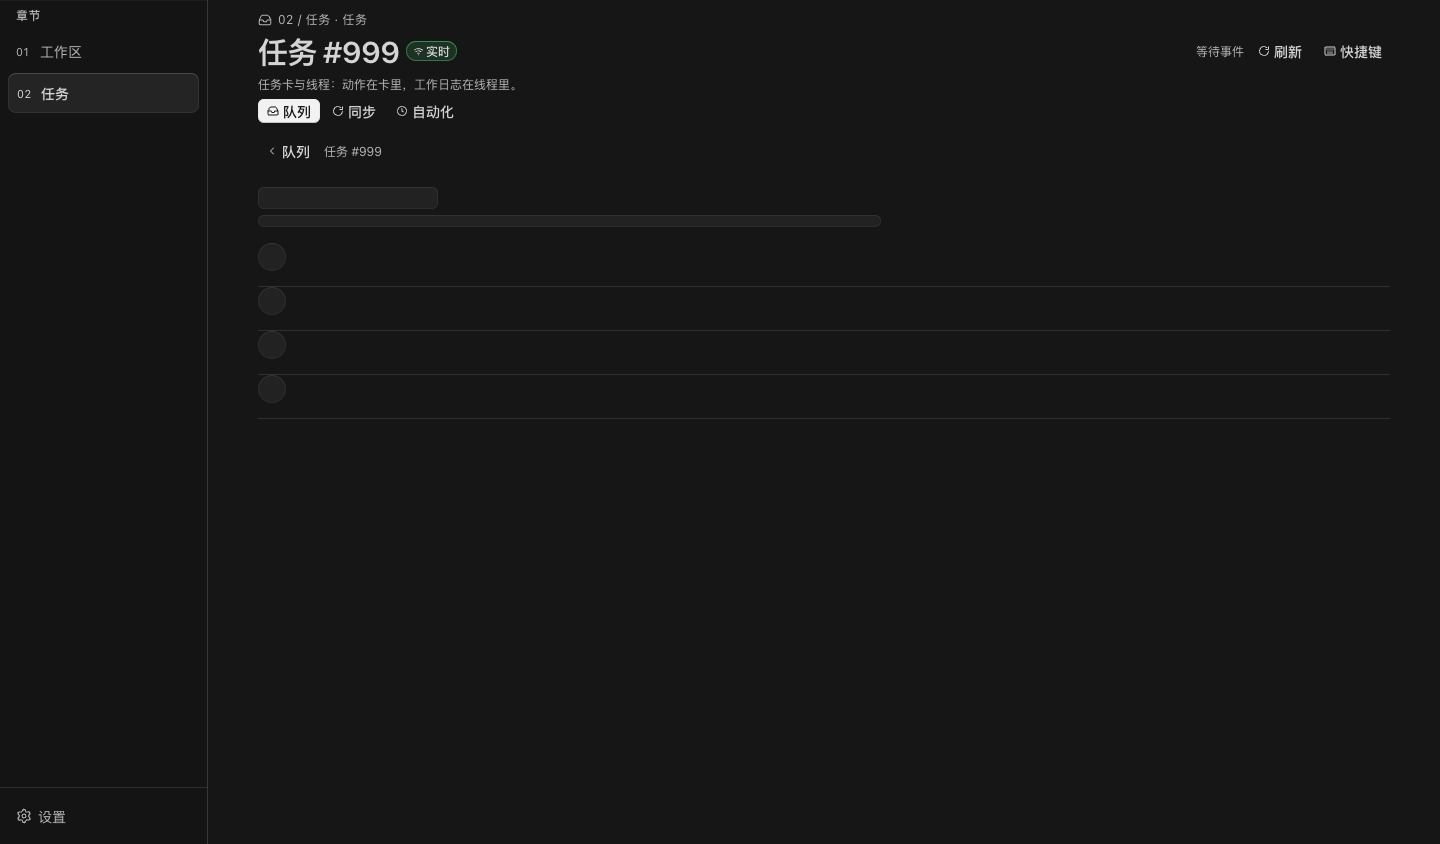 章节
01 工作区
02 任务
设置
02 / 任务 · 任务
任务 #999 实时
等待事件 刷新 快捷键
任务卡与线程：动作在卡里，工作日志在线程里。
队列 同步 自动化
队列 任务 #999